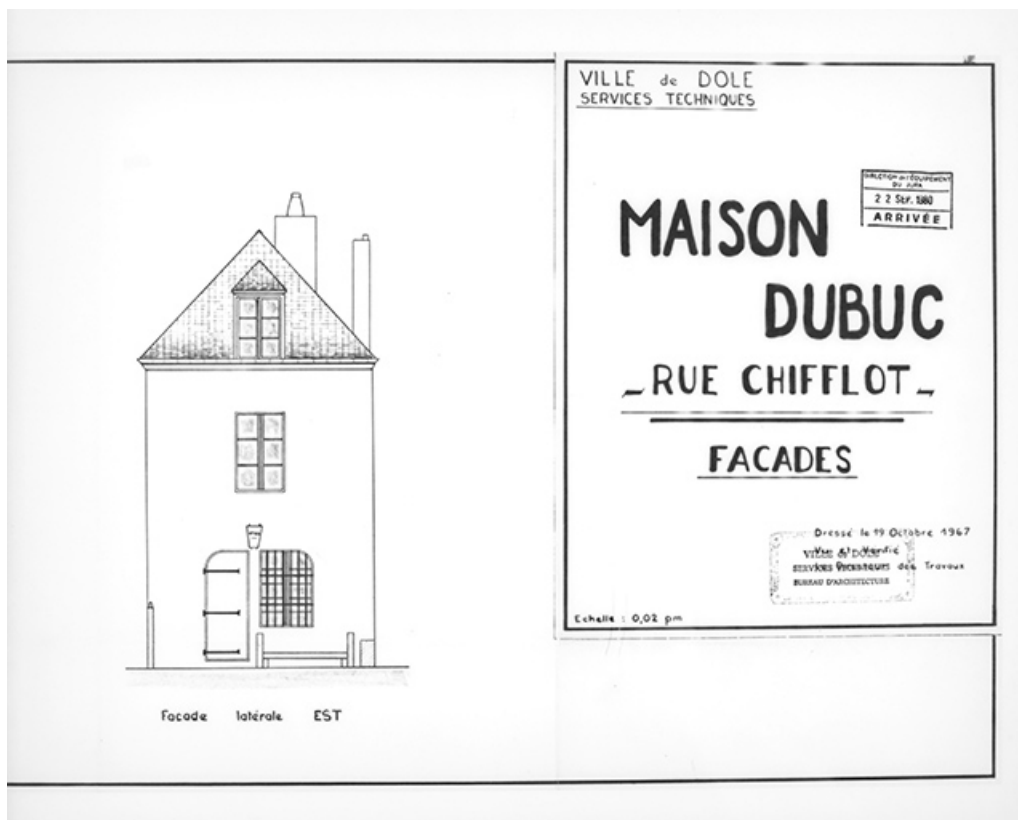 VILLE de DOLE
SERVICES TECHNIQUES
DIRECTION de l'ÉQUIPEMENT
DU JURA
22 SEP. 1980
ARRIVÉE
MAISON
DUBUC
_ RUE CHIFFLOT _
FACADES
Dressé le 19 Octobre 1967
Vu et Vérifié
des Travaux
VILLE de DOLE
SERVICES TECHNIQUES
BUREAU D'ARCHITECTURE
Echelle : 0,02 pm
Facade latérale EST